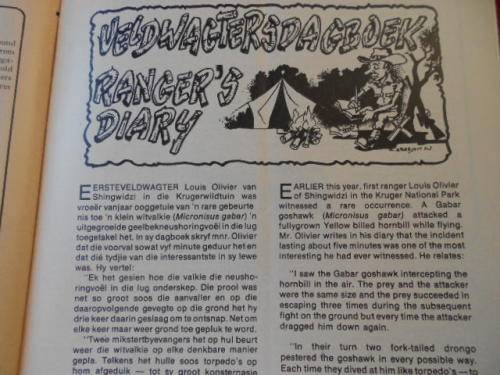 VELDWAGTERSDAGBOEK
RANGER'S
DIARY
EERSTEVELDWAGTER Louis Olivier van
Shingwidzi in die Krugerwildtuin was
vroeër vanjaar ooggetuie van 'n rare gebeurte
nis toe 'n klein witvalkie (Micronisus gabar) 'n
uitgegroeide geelbekneushoringvoël in die lug
toegetakel het. In sy dagboek skryf mnr. Olivier
dat die voorval sowat vyf minute geduur het en
dat dié tydjie van die interessantste in sy lewe
was. Hy vertel:
"Ek het gesien hoe die valkie die neusho-
ringvoël in die lug onderskep. Die prooi was
net so groot soos die aanvaller en op die
daaropvolgende geveg op die grond het hy
drie keer daarin geslaag om te ontsnap. Net om
elke keer maar weer grond toe gepluk te word.
"Twee mikstertbyevangers het op hul beurt
weer die witvalkie op elke denkbare manier
gepla. Telkens het hulle soos torpedo's op
hom afgeduik — tot sy groot konsternasie
EARLIER this year, first ranger Louis Olivier
of Shingwidzi in the Kruger National Park
witnessed a rare occurrence. A Gabar
goshawk (Micronisus gabar) attacked a
fullygrown Yellow billed hornbill while flying.
Mr. Olivier writes in his diary that the incident
lasting about five minutes was one of the most
interesting he had ever witnessed. He relates:
"I saw the Gabar goshawk intercepting the
hornbill in the air. The prey and the attacker
were the same size and the prey succeeded in
escaping three times during the subsequent
fight on the ground but every time the attacker
dragged him down again.
"In their turn two fork-tailed drongo
pestered the goshawk in every possible way.
Each time they dived at him like torpedo's — to